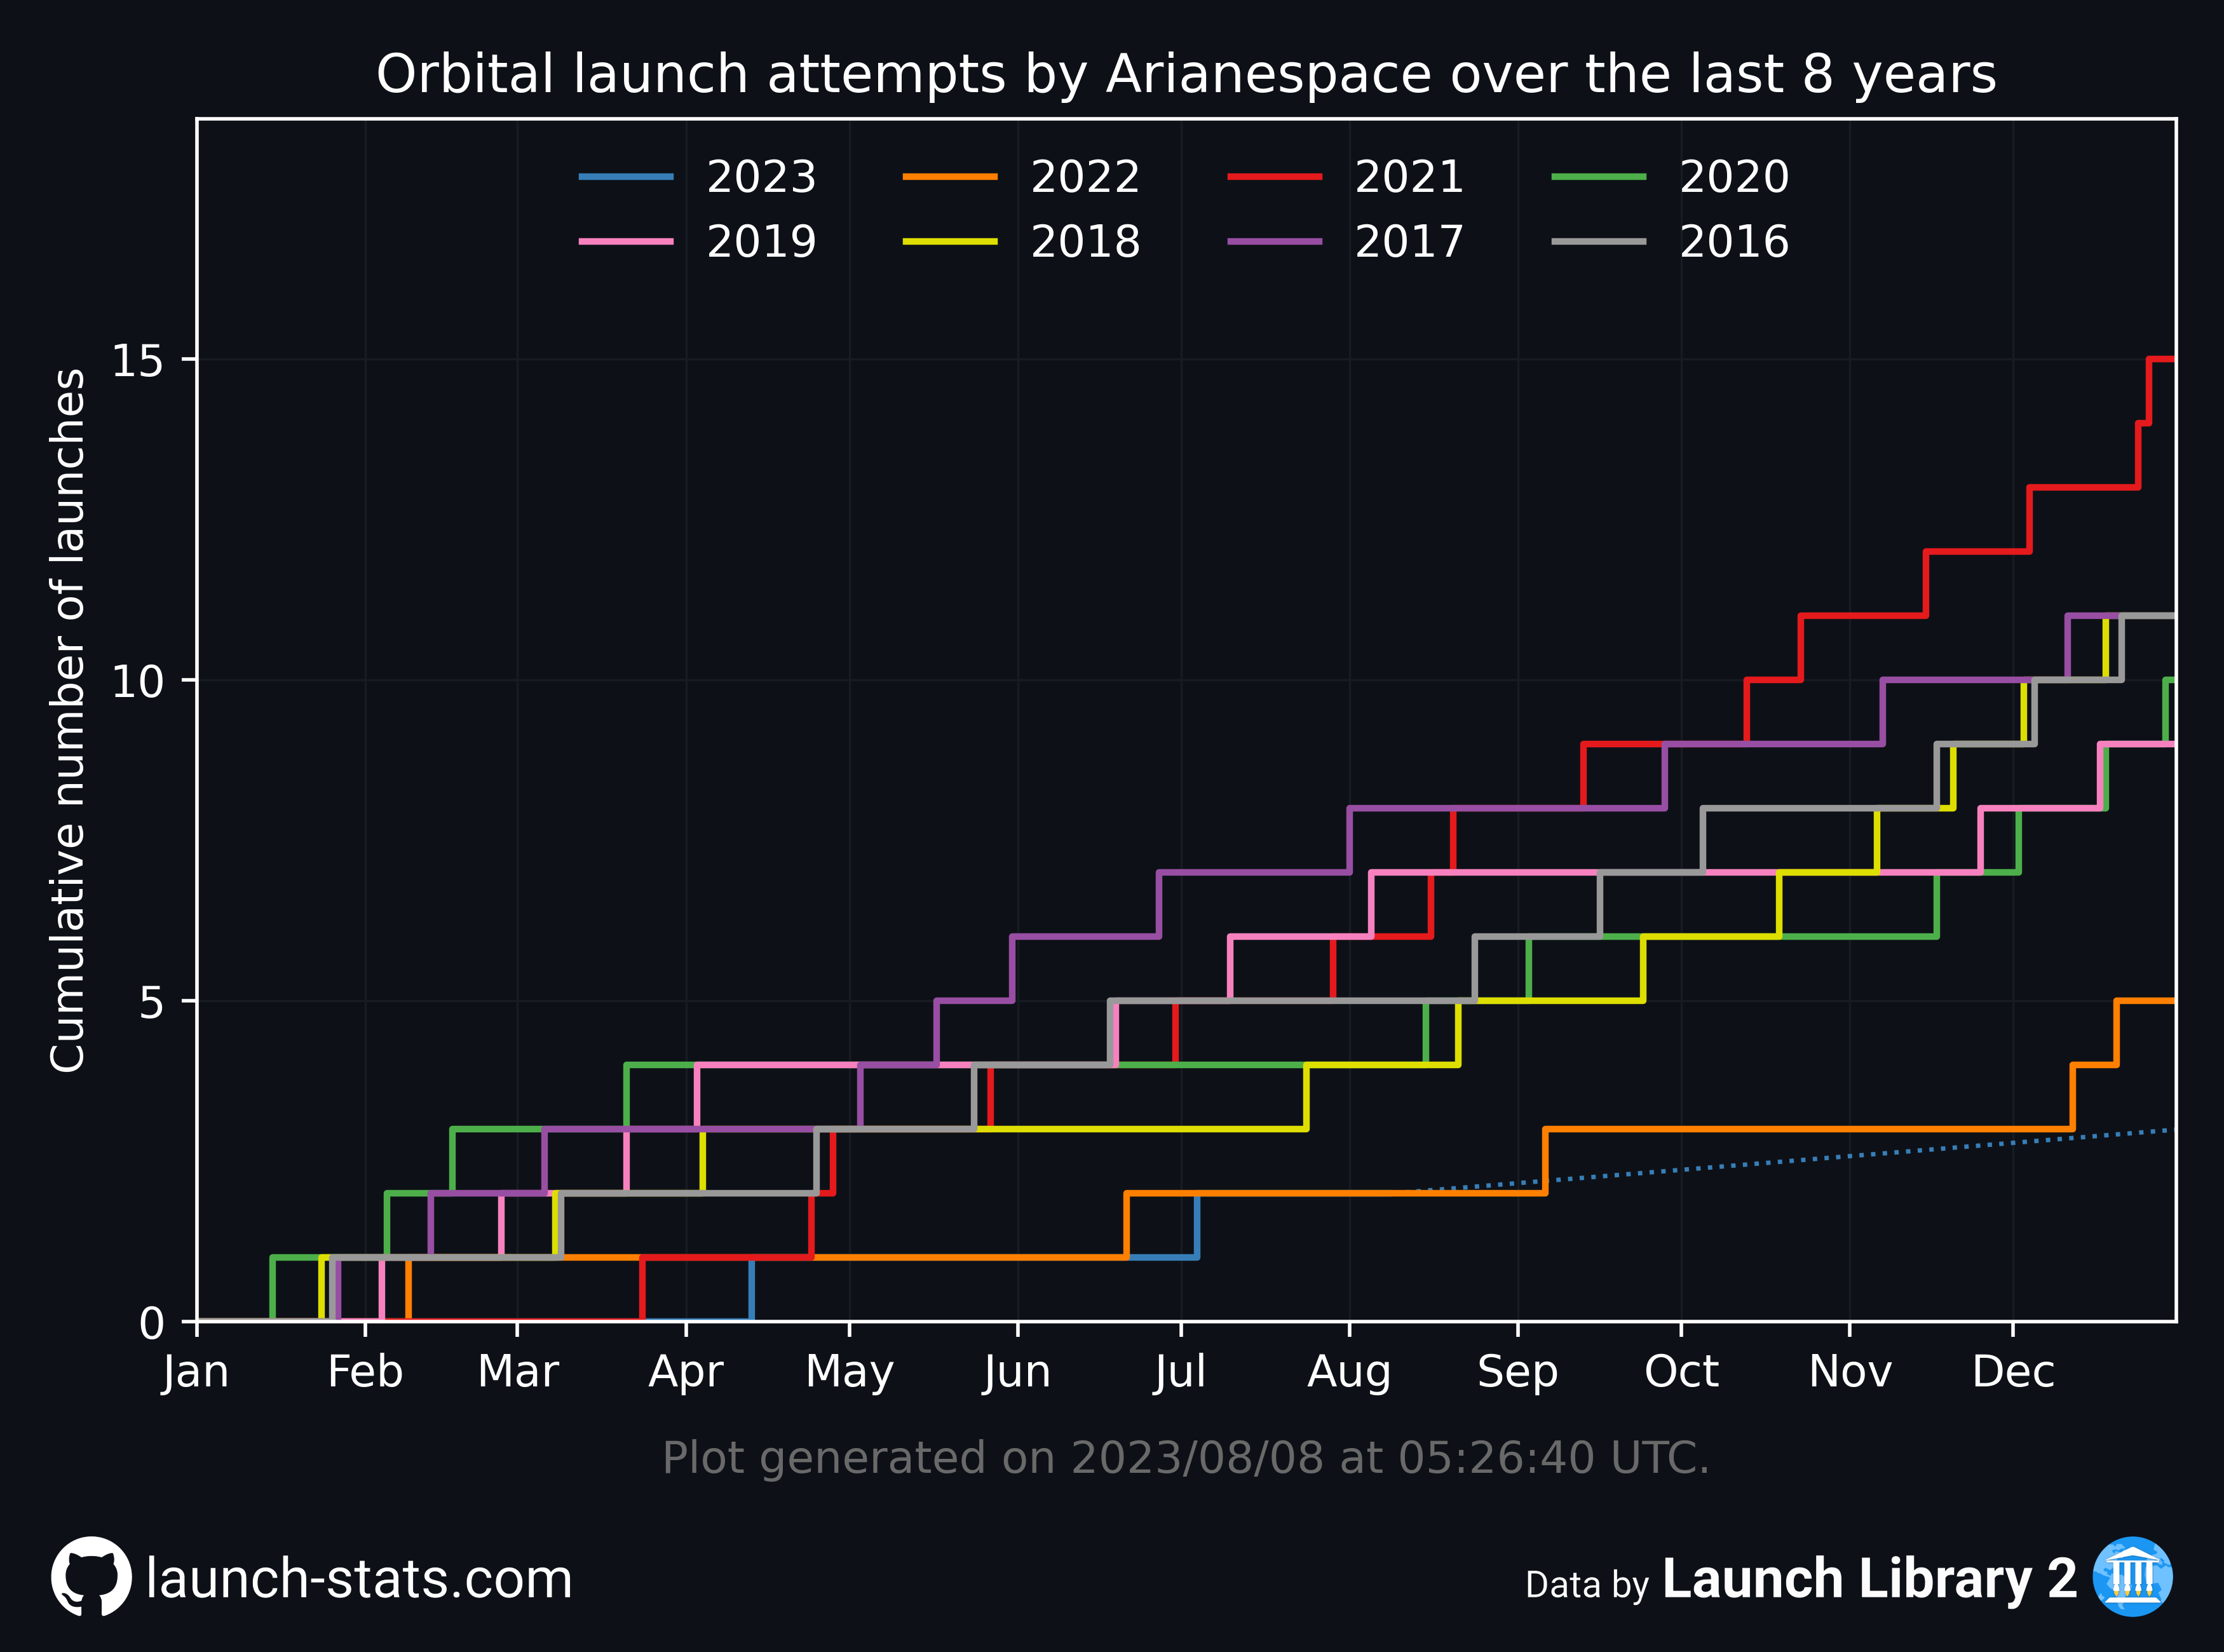 Orbital launch attempts by Arianespace over the last 8 years
2023 2022 2021 2020
2019 2018 2017 2016
Cumulative number of launches
15
10
5
0
Jan Feb Mar Apr May Jun Jul Aug Sep Oct Nov Dec
Plot generated on 2023/08/08 at 05:26:40 UTC.
launch-stats.com
Data by Launch Library 2